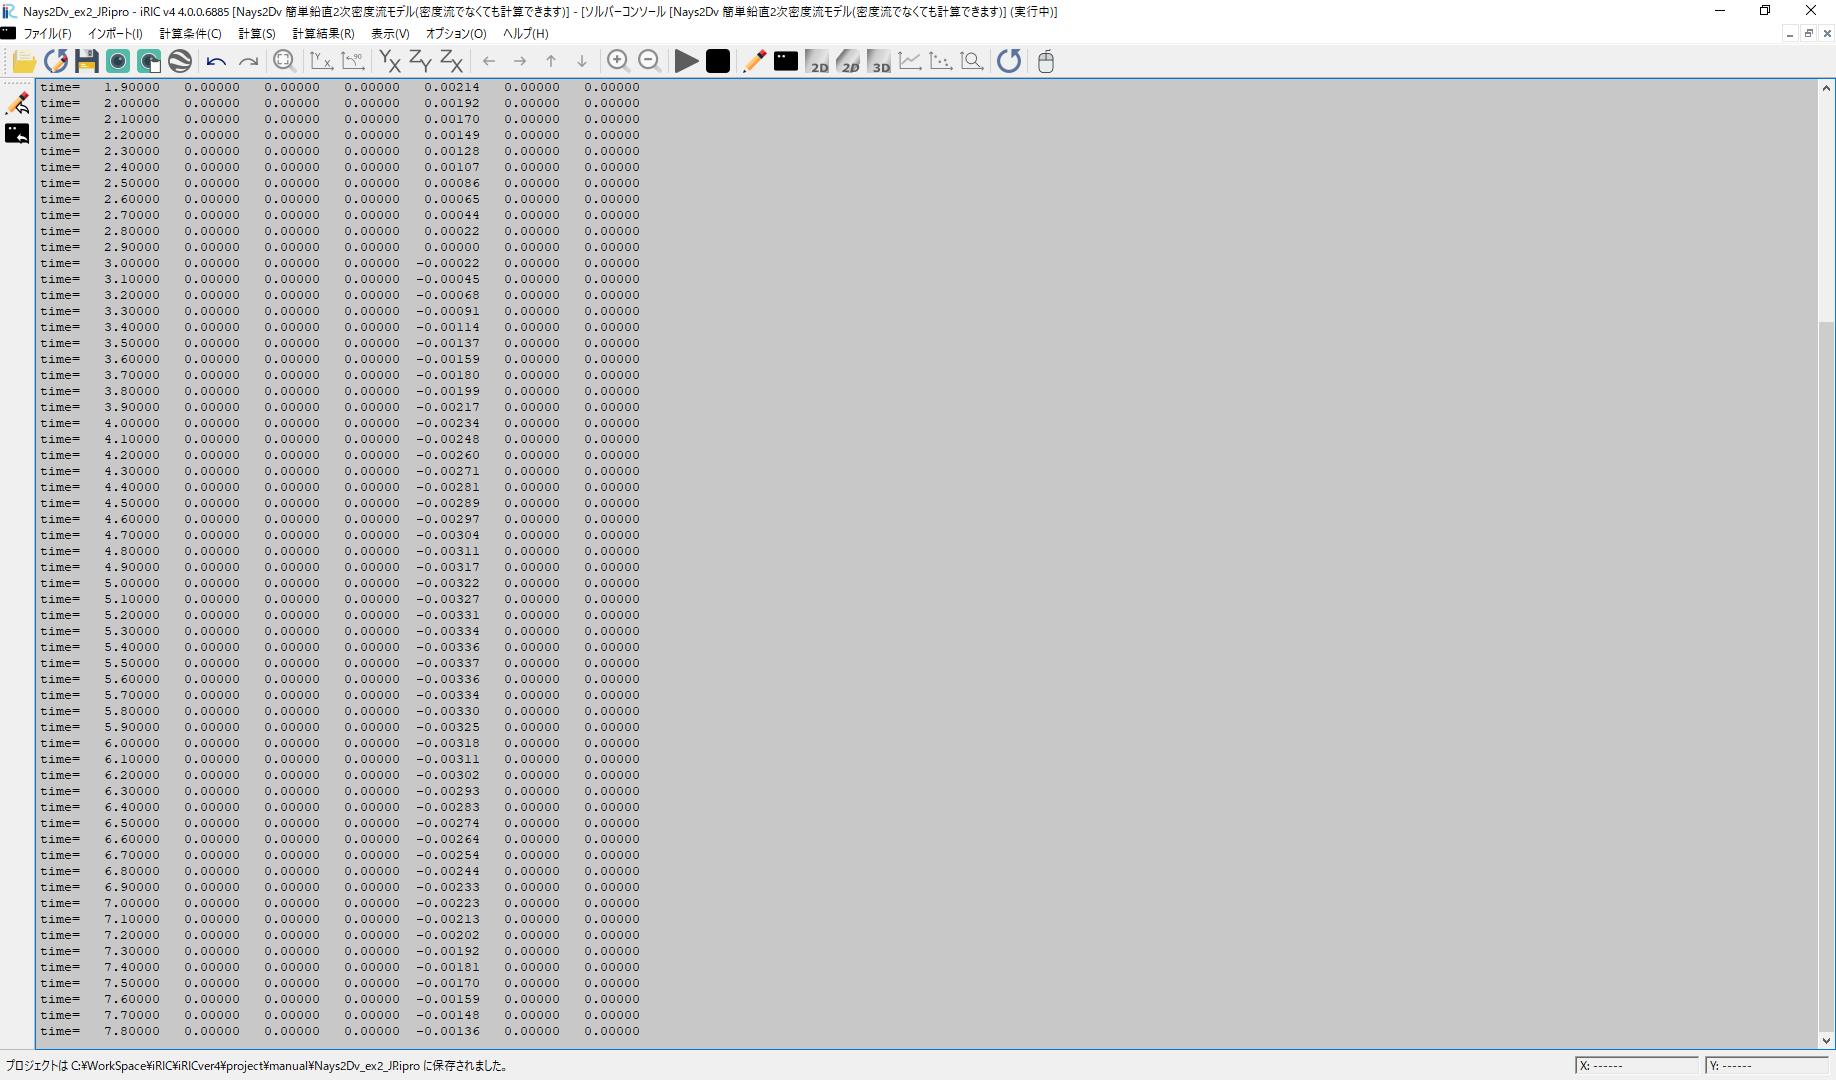 Nays2Dv_ex2_JP.ipro - iRIC v4 4.0.0.6885 [Nays2Dv 簡単鉛直2次密度流モデル(密度流でなくても計算できます)] - [ソルバーコンソール [Nays2Dv 簡単鉛直2次密度流モデル(密度流でなくても計算できます)] (実行中)]
ファイル(F) インポート(I) 計算条件(C) 計算(S) 計算結果(R) 表示(V) オプション(O) ヘルプ(H)
2D 2D 3D
time= 1.90000 0.00000 0.00000 0.00000 0.00214 0.00000 0.00000
time= 2.00000 0.00000 0.00000 0.00000 0.00192 0.00000 0.00000
time= 2.10000 0.00000 0.00000 0.00000 0.00170 0.00000 0.00000
time= 2.20000 0.00000 0.00000 0.00000 0.00149 0.00000 0.00000
time= 2.30000 0.00000 0.00000 0.00000 0.00128 0.00000 0.00000
time= 2.40000 0.00000 0.00000 0.00000 0.00107 0.00000 0.00000
time= 2.50000 0.00000 0.00000 0.00000 0.00086 0.00000 0.00000
time= 2.60000 0.00000 0.00000 0.00000 0.00065 0.00000 0.00000
time= 2.70000 0.00000 0.00000 0.00000 0.00044 0.00000 0.00000
time= 2.80000 0.00000 0.00000 0.00000 0.00022 0.00000 0.00000
time= 2.90000 0.00000 0.00000 0.00000 0.00000 0.00000 0.00000
time= 3.00000 0.00000 0.00000 0.00000 -0.00022 0.00000 0.00000
time= 3.10000 0.00000 0.00000 0.00000 -0.00045 0.00000 0.00000
time= 3.20000 0.00000 0.00000 0.00000 -0.00068 0.00000 0.00000
time= 3.30000 0.00000 0.00000 0.00000 -0.00091 0.00000 0.00000
time= 3.40000 0.00000 0.00000 0.00000 -0.00114 0.00000 0.00000
time= 3.50000 0.00000 0.00000 0.00000 -0.00137 0.00000 0.00000
time= 3.60000 0.00000 0.00000 0.00000 -0.00159 0.00000 0.00000
time= 3.70000 0.00000 0.00000 0.00000 -0.00180 0.00000 0.00000
time= 3.80000 0.00000 0.00000 0.00000 -0.00199 0.00000 0.00000
time= 3.90000 0.00000 0.00000 0.00000 -0.00217 0.00000 0.00000
time= 4.00000 0.00000 0.00000 0.00000 -0.00234 0.00000 0.00000
time= 4.10000 0.00000 0.00000 0.00000 -0.00248 0.00000 0.00000
time= 4.20000 0.00000 0.00000 0.00000 -0.00260 0.00000 0.00000
time= 4.30000 0.00000 0.00000 0.00000 -0.00271 0.00000 0.00000
time= 4.40000 0.00000 0.00000 0.00000 -0.00281 0.00000 0.00000
time= 4.50000 0.00000 0.00000 0.00000 -0.00289 0.00000 0.00000
time= 4.60000 0.00000 0.00000 0.00000 -0.00297 0.00000 0.00000
time= 4.70000 0.00000 0.00000 0.00000 -0.00304 0.00000 0.00000
time= 4.80000 0.00000 0.00000 0.00000 -0.00311 0.00000 0.00000
time= 4.90000 0.00000 0.00000 0.00000 -0.00317 0.00000 0.00000
time= 5.00000 0.00000 0.00000 0.00000 -0.00322 0.00000 0.00000
time= 5.10000 0.00000 0.00000 0.00000 -0.00327 0.00000 0.00000
time= 5.20000 0.00000 0.00000 0.00000 -0.00331 0.00000 0.00000
time= 5.30000 0.00000 0.00000 0.00000 -0.00334 0.00000 0.00000
time= 5.40000 0.00000 0.00000 0.00000 -0.00336 0.00000 0.00000
time= 5.50000 0.00000 0.00000 0.00000 -0.00337 0.00000 0.00000
time= 5.60000 0.00000 0.00000 0.00000 -0.00336 0.00000 0.00000
time= 5.70000 0.00000 0.00000 0.00000 -0.00334 0.00000 0.00000
time= 5.80000 0.00000 0.00000 0.00000 -0.00330 0.00000 0.00000
time= 5.90000 0.00000 0.00000 0.00000 -0.00325 0.00000 0.00000
time= 6.00000 0.00000 0.00000 0.00000 -0.00318 0.00000 0.00000
time= 6.10000 0.00000 0.00000 0.00000 -0.00311 0.00000 0.00000
time= 6.20000 0.00000 0.00000 0.00000 -0.00302 0.00000 0.00000
time= 6.30000 0.00000 0.00000 0.00000 -0.00293 0.00000 0.00000
time= 6.40000 0.00000 0.00000 0.00000 -0.00283 0.00000 0.00000
time= 6.50000 0.00000 0.00000 0.00000 -0.00274 0.00000 0.00000
time= 6.60000 0.00000 0.00000 0.00000 -0.00264 0.00000 0.00000
time= 6.70000 0.00000 0.00000 0.00000 -0.00254 0.00000 0.00000
time= 6.80000 0.00000 0.00000 0.00000 -0.00244 0.00000 0.00000
time= 6.90000 0.00000 0.00000 0.00000 -0.00233 0.00000 0.00000
time= 7.00000 0.00000 0.00000 0.00000 -0.00223 0.00000 0.00000
time= 7.10000 0.00000 0.00000 0.00000 -0.00213 0.00000 0.00000
time= 7.20000 0.00000 0.00000 0.00000 -0.00202 0.00000 0.00000
time= 7.30000 0.00000 0.00000 0.00000 -0.00192 0.00000 0.00000
time= 7.40000 0.00000 0.00000 0.00000 -0.00181 0.00000 0.00000
time= 7.50000 0.00000 0.00000 0.00000 -0.00170 0.00000 0.00000
time= 7.60000 0.00000 0.00000 0.00000 -0.00159 0.00000 0.00000
time= 7.70000 0.00000 0.00000 0.00000 -0.00148 0.00000 0.00000
time= 7.80000 0.00000 0.00000 0.00000 -0.00136 0.00000 0.00000
プロジェクトは C:¥WorkSpace¥iRIC¥iRICver4¥project¥manual¥Nays2Dv_ex2_JP.ipro に保存されました。 X: ------ Y: ------